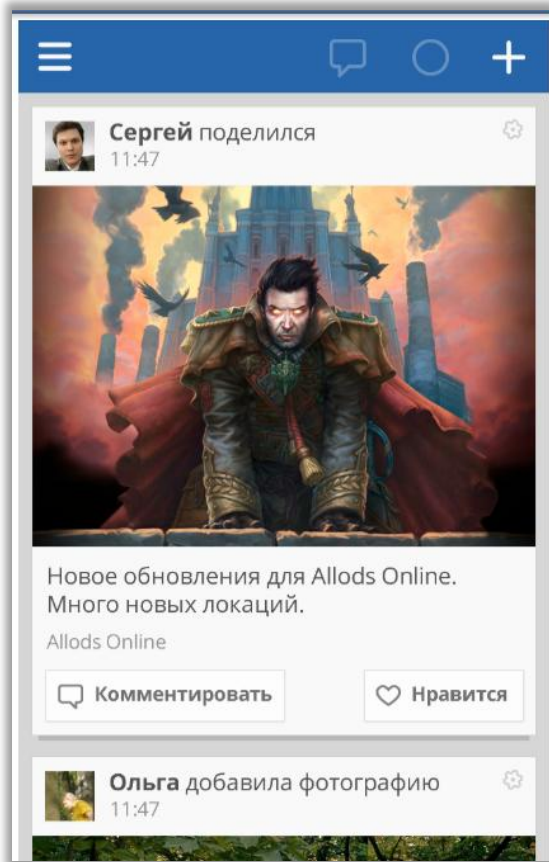 Сергей поделился
11:47
Новое обновления для Allods Online.
Много новых локаций.
Allods Online
Комментировать
Нравится
Ольга добавила фотографию
11:47